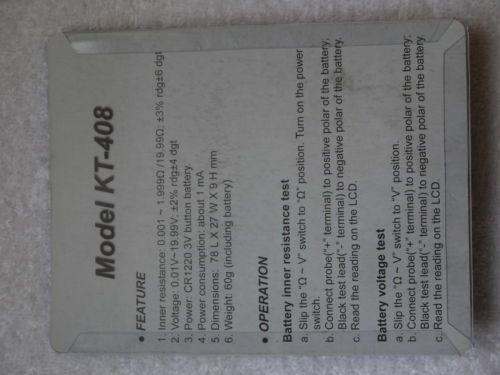 Model KT-408
• FEATURE
1. Inner resistance: 0.001 ~ 1.999Ω /19.99Ω; ±3% rdg±6 dgt
2. Voltage: 0.01V~19.99V; ±2% rdg±4 dgt
3. Power: CR1220 3V button battery.
4. Power consumption: about 1 mA
5. Dimensions: 78 L X 27 W X 9 H mm
6. Weight: 60g (including battery)
• OPERATION
Battery inner resistance test
a. Slip the "Ω ~ V" switch to "Ω" position. Turn on the power
switch.
b. Connect probe("+" terminal) to positive polar of the battery;
Black test lead("-" terminal) to negative polar of the battery.
c. Read the reading on the LCD.
Battery voltage test
a. Slip the "Ω ~ V" switch to "V" position.
b. Connect probe("+" terminal) to positive polar of the battery;
Black test lead("-" terminal) to negative polar of the battery.
c. Read the reading on the LCD.